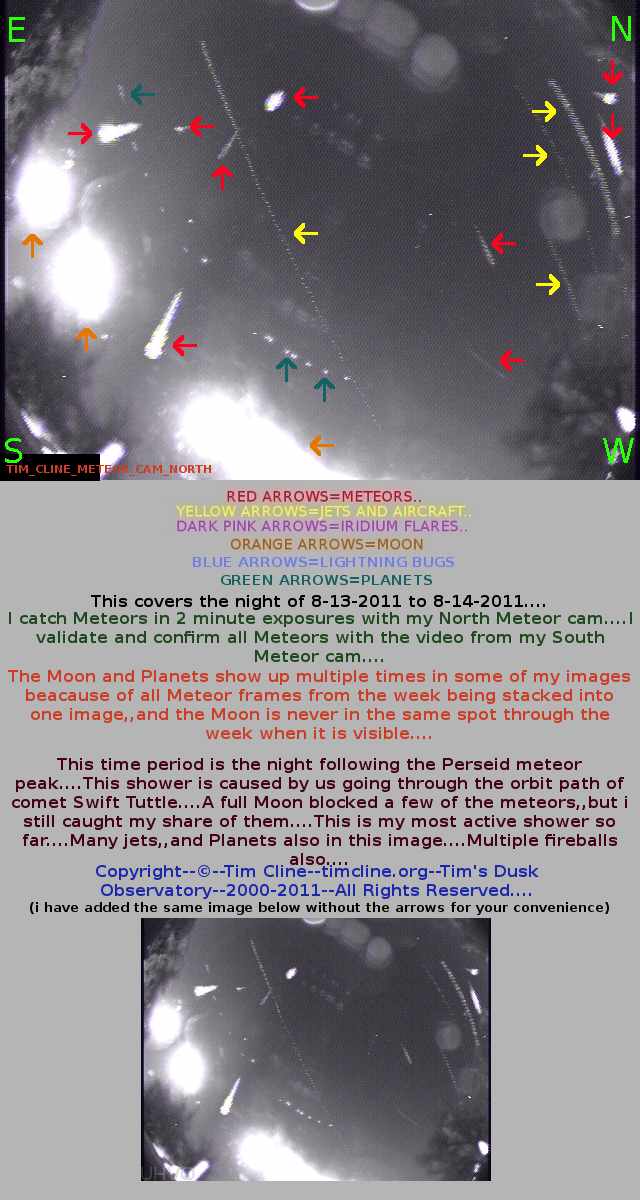 E
N
S
W
TIM_CLINE_METEOR_CAM_NORTH
RED ARROWS=METEORS..
YELLOW ARROWS=JETS AND AIRCRAFT..
DARK PINK ARROWS=IRIDIUM FLARES..
ORANGE ARROWS=MOON
BLUE ARROWS=LIGHTNING BUGS
GREEN ARROWS=PLANETS
This covers the night of 8-13-2011 to 8-14-2011....
I catch Meteors in 2 minute exposures with my North Meteor cam....I
validate and confirm all Meteors with the video from my South
Meteor cam....
The Moon and Planets show up multiple times in some of my images
beacause of all Meteor frames from the week being stacked into
one image,,and the Moon is never in the same spot through the
week when it is visible....
This time period is the night following the Perseid meteor
peak....This shower is caused by us going through the orbit path of
comet Swift Tuttle....A full Moon blocked a few of the meteors,,but i
still caught my share of them....This is my most active shower so
far....Many jets,,and Planets also in this image....Multiple fireballs
also....
Copyright--©--Tim Cline--timcline.org--Tim's Dusk
Observatory--2000-2011--All Rights Reserved....
(i have added the same image below without the arrows for your convenience)